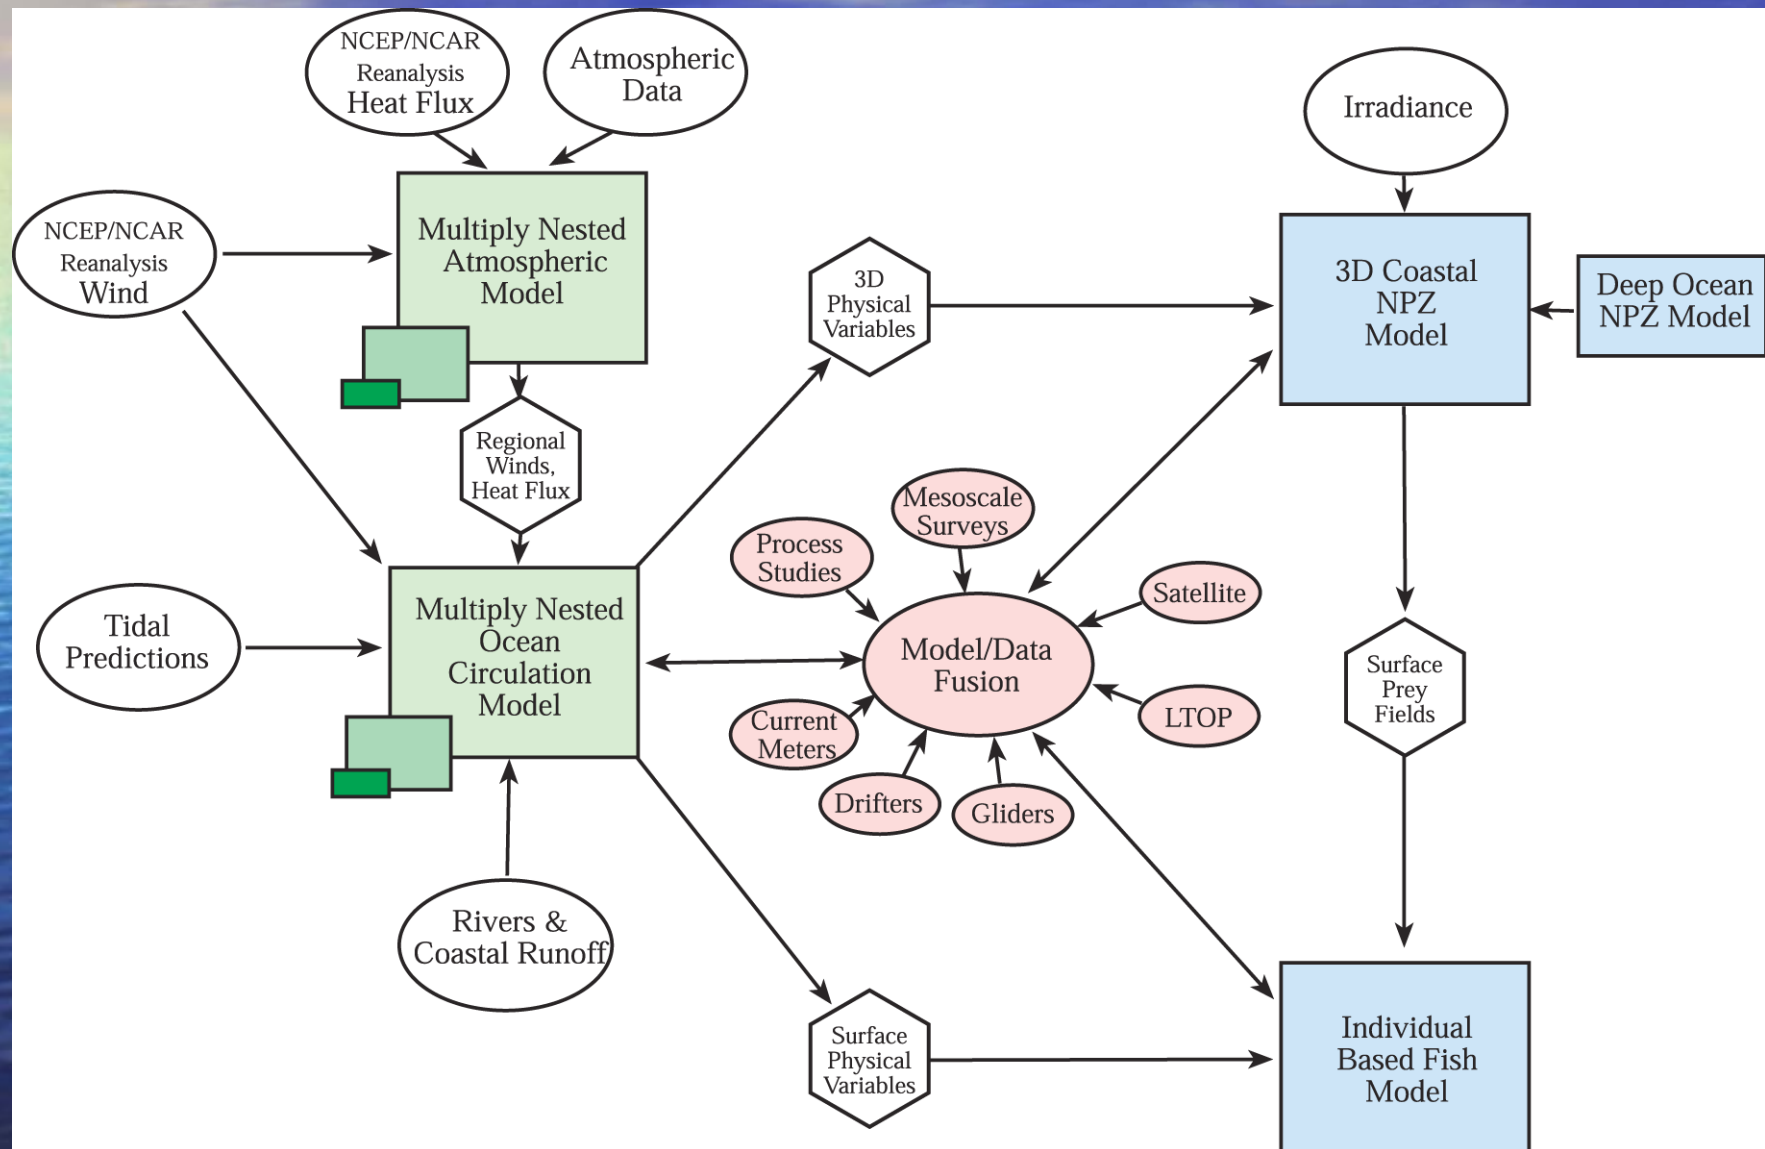 NCEP/NCAR
Reanalysis
Heat Flux
Atmospheric
Data
Irradiance
NCEP/NCAR
Reanalysis
Wind
Multiply Nested
Atmospheric
Model
3D
Physical
Variables
3D Coastal
NPZ
Model
Deep Ocean
NPZ Model
Regional
Winds,
Heat Flux
Mesoscale
Surveys
Process
Studies
Satellite
Tidal
Predictions
Multiply Nested
Ocean
Circulation
Model
Model/Data
Fusion
Surface
Prey
Fields
Current
Meters
LTOP
Drifters
Gliders
Rivers &
Coastal Runoff
Surface
Physical
Variables
Individual
Based Fish
Model